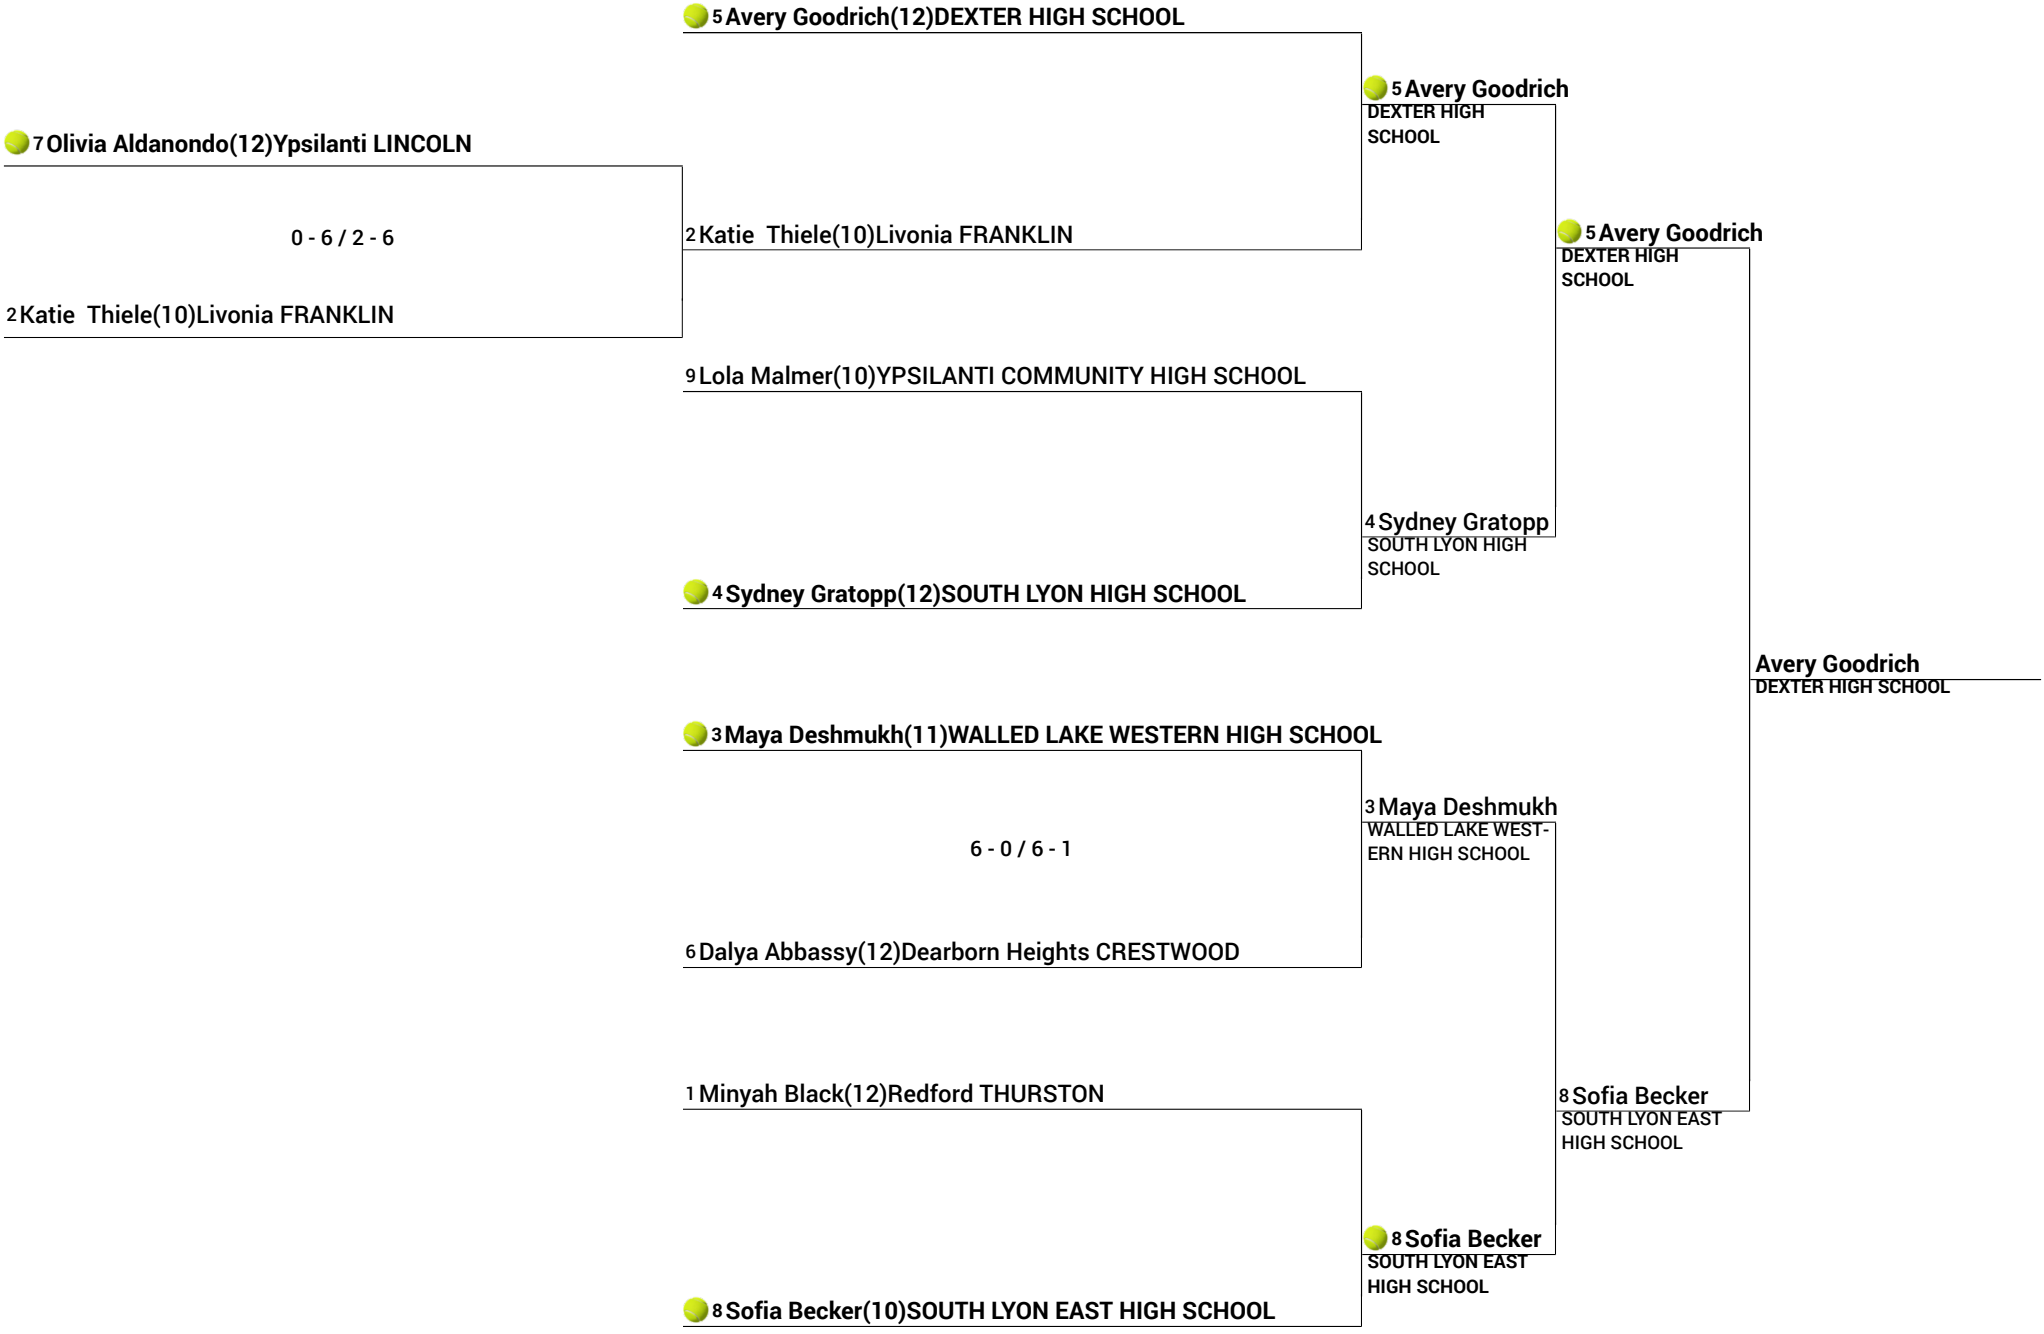 5 Avery Goodrich(12)DEXTER HIGH SCHOOL
5 Avery Goodrich
DEXTER HIGH
SCHOOL
7 Olivia Aldanondo(12)Ypsilanti LINCOLN
0 - 6 / 2 - 6
2 Katie  Thiele(10)Livonia FRANKLIN
5 Avery Goodrich
DEXTER HIGH
SCHOOL
2 Katie  Thiele(10)Livonia FRANKLIN
9 Lola Malmer(10)YPSILANTI COMMUNITY HIGH SCHOOL
4 Sydney Gratopp
SOUTH LYON HIGH
SCHOOL
4 Sydney Gratopp(12)SOUTH LYON HIGH SCHOOL
Avery Goodrich
DEXTER HIGH SCHOOL
3 Maya Deshmukh(11)WALLED LAKE WESTERN HIGH SCHOOL
3 Maya Deshmukh
WALLED LAKE WEST-
ERN HIGH SCHOOL
6 - 0 / 6 - 1
6 Dalya Abbassy(12)Dearborn Heights CRESTWOOD
1 Minyah Black(12)Redford THURSTON
8 Sofia Becker
SOUTH LYON EAST
HIGH SCHOOL
8 Sofia Becker
SOUTH LYON EAST
HIGH SCHOOL
8 Sofia Becker(10)SOUTH LYON EAST HIGH SCHOOL